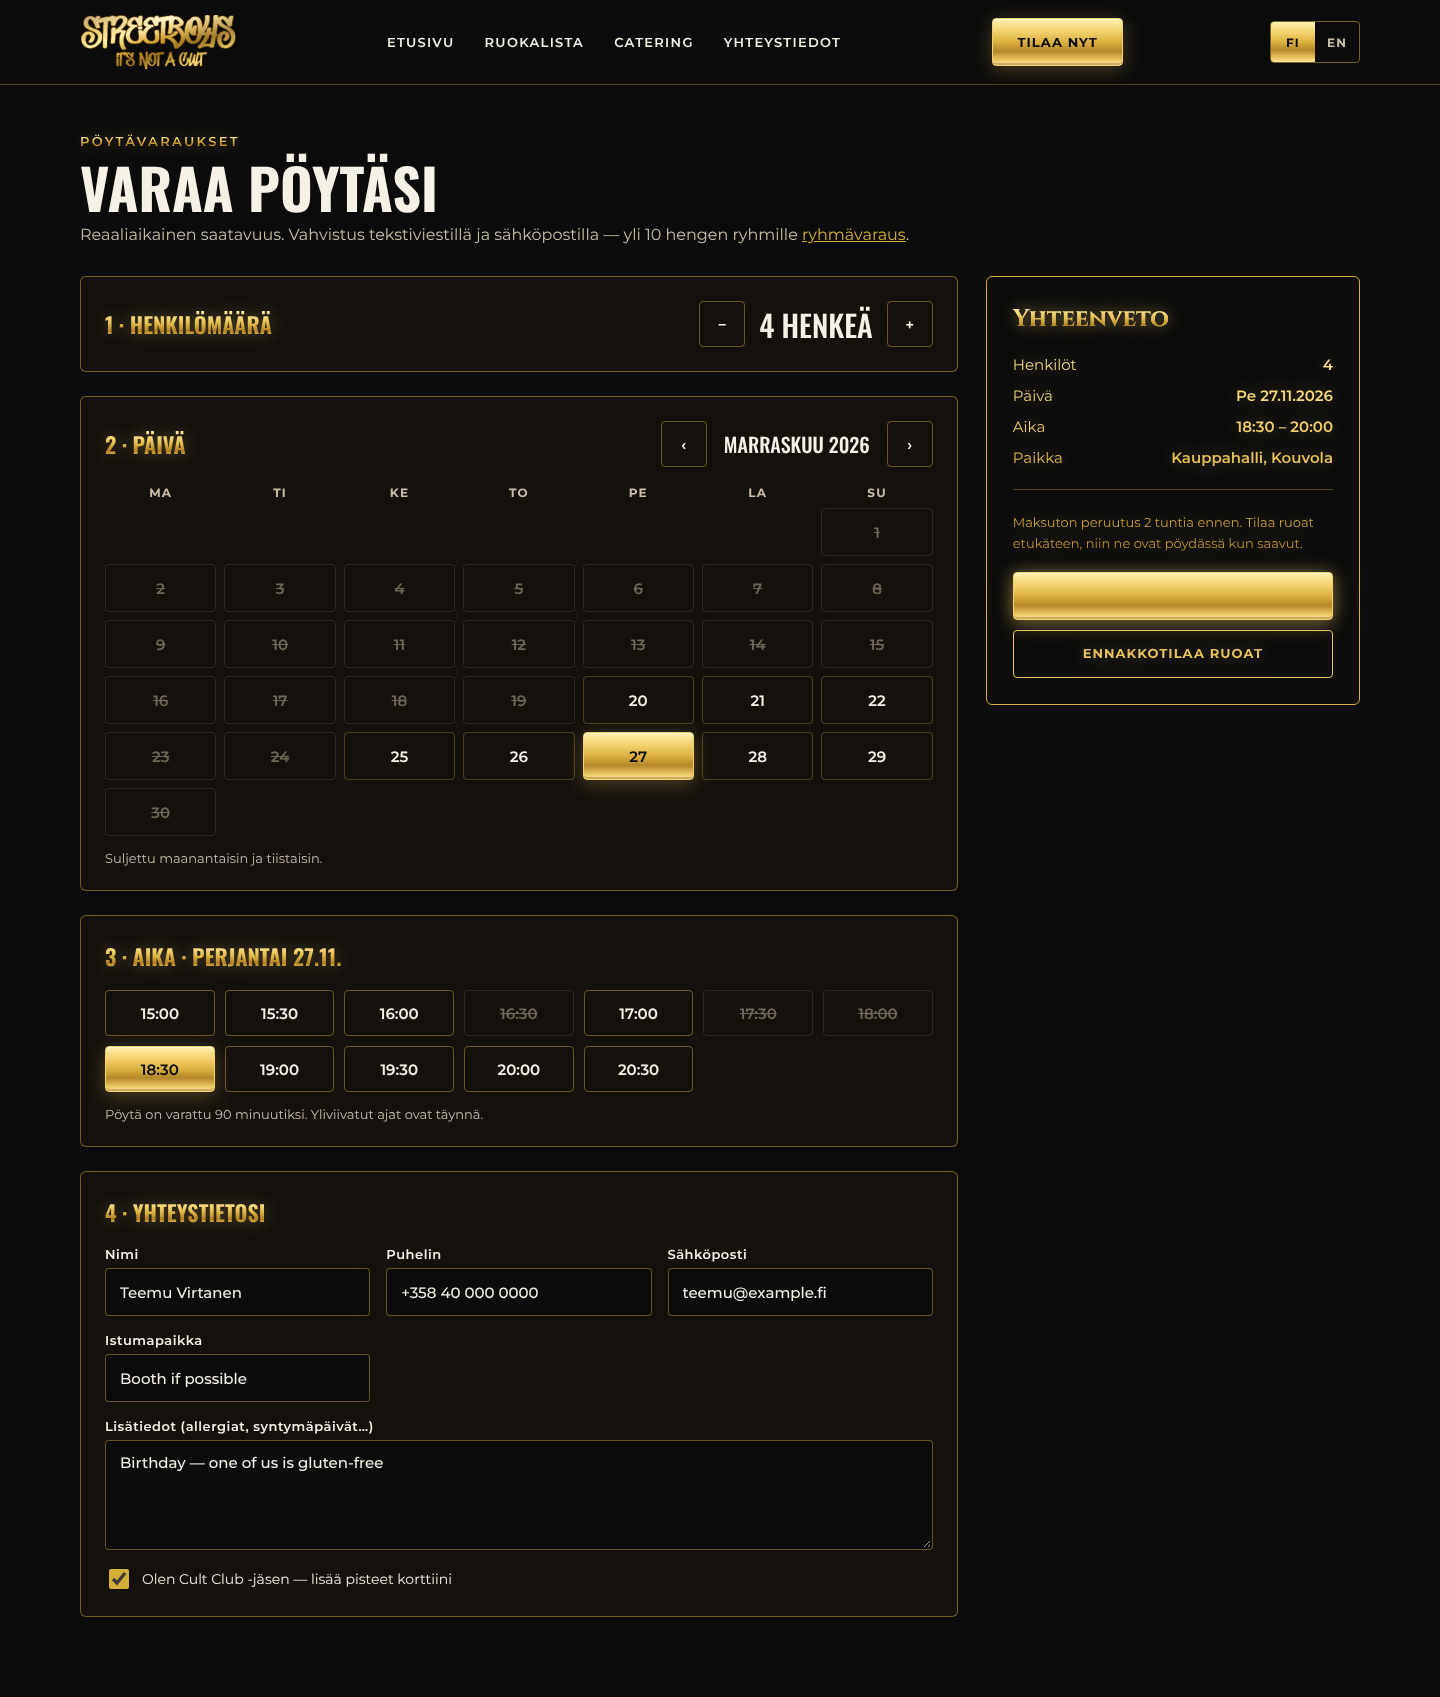 STREETBOYS
IT'S NOT A CULT
ETUSIVU RUOKALISTA CATERING YHTEYSTIEDOT TILAA NYT FI EN
PÖYTÄVARAUKSET
VARAA PÖYTÄSI
Reaaliaikainen saatavuus. Vahvistus tekstiviestillä ja sähköpostilla — yli 10 hengen ryhmille ryhmävaraus.
1 · HENKILÖMÄÄRÄ
− 4 HENKEÄ +
2 · PÄIVÄ
‹ MARRASKUU 2026 ›
MA TI KE TO PE LA SU
1
2 3 4 5 6 7 8
9 10 11 12 13 14 15
16 17 18 19 20 21 22
23 24 25 26 27 28 29
30
Suljettu maanantaisin ja tiistaisin.
3 · AIKA · PERJANTAI 27.11.
15:00 15:30 16:00 16:30 17:00 17:30 18:00
18:30 19:00 19:30 20:00 20:30
Pöytä on varattu 90 minuutiksi. Yliviivatut ajat ovat täynnä.
4 · YHTEYSTIETOSI
Nimi Puhelin Sähköposti
Teemu Virtanen +358 40 000 0000 teemu@example.fi
Istumapaikka
Booth if possible
Lisätiedot (allergiat, syntymäpäivät…)
Birthday — one of us is gluten-free
Olen Cult Club -jäsen — lisää pisteet korttiini
YHTEENVETO
Henkilöt 4
Päivä Pe 27.11.2026
Aika 18:30 – 20:00
Paikka Kauppahalli, Kouvola
Maksuton peruutus 2 tuntia ennen. Tilaa ruoat
etukäteen, niin ne ovat pöydässä kun saavut.
ENNAKKOTILAA RUOAT